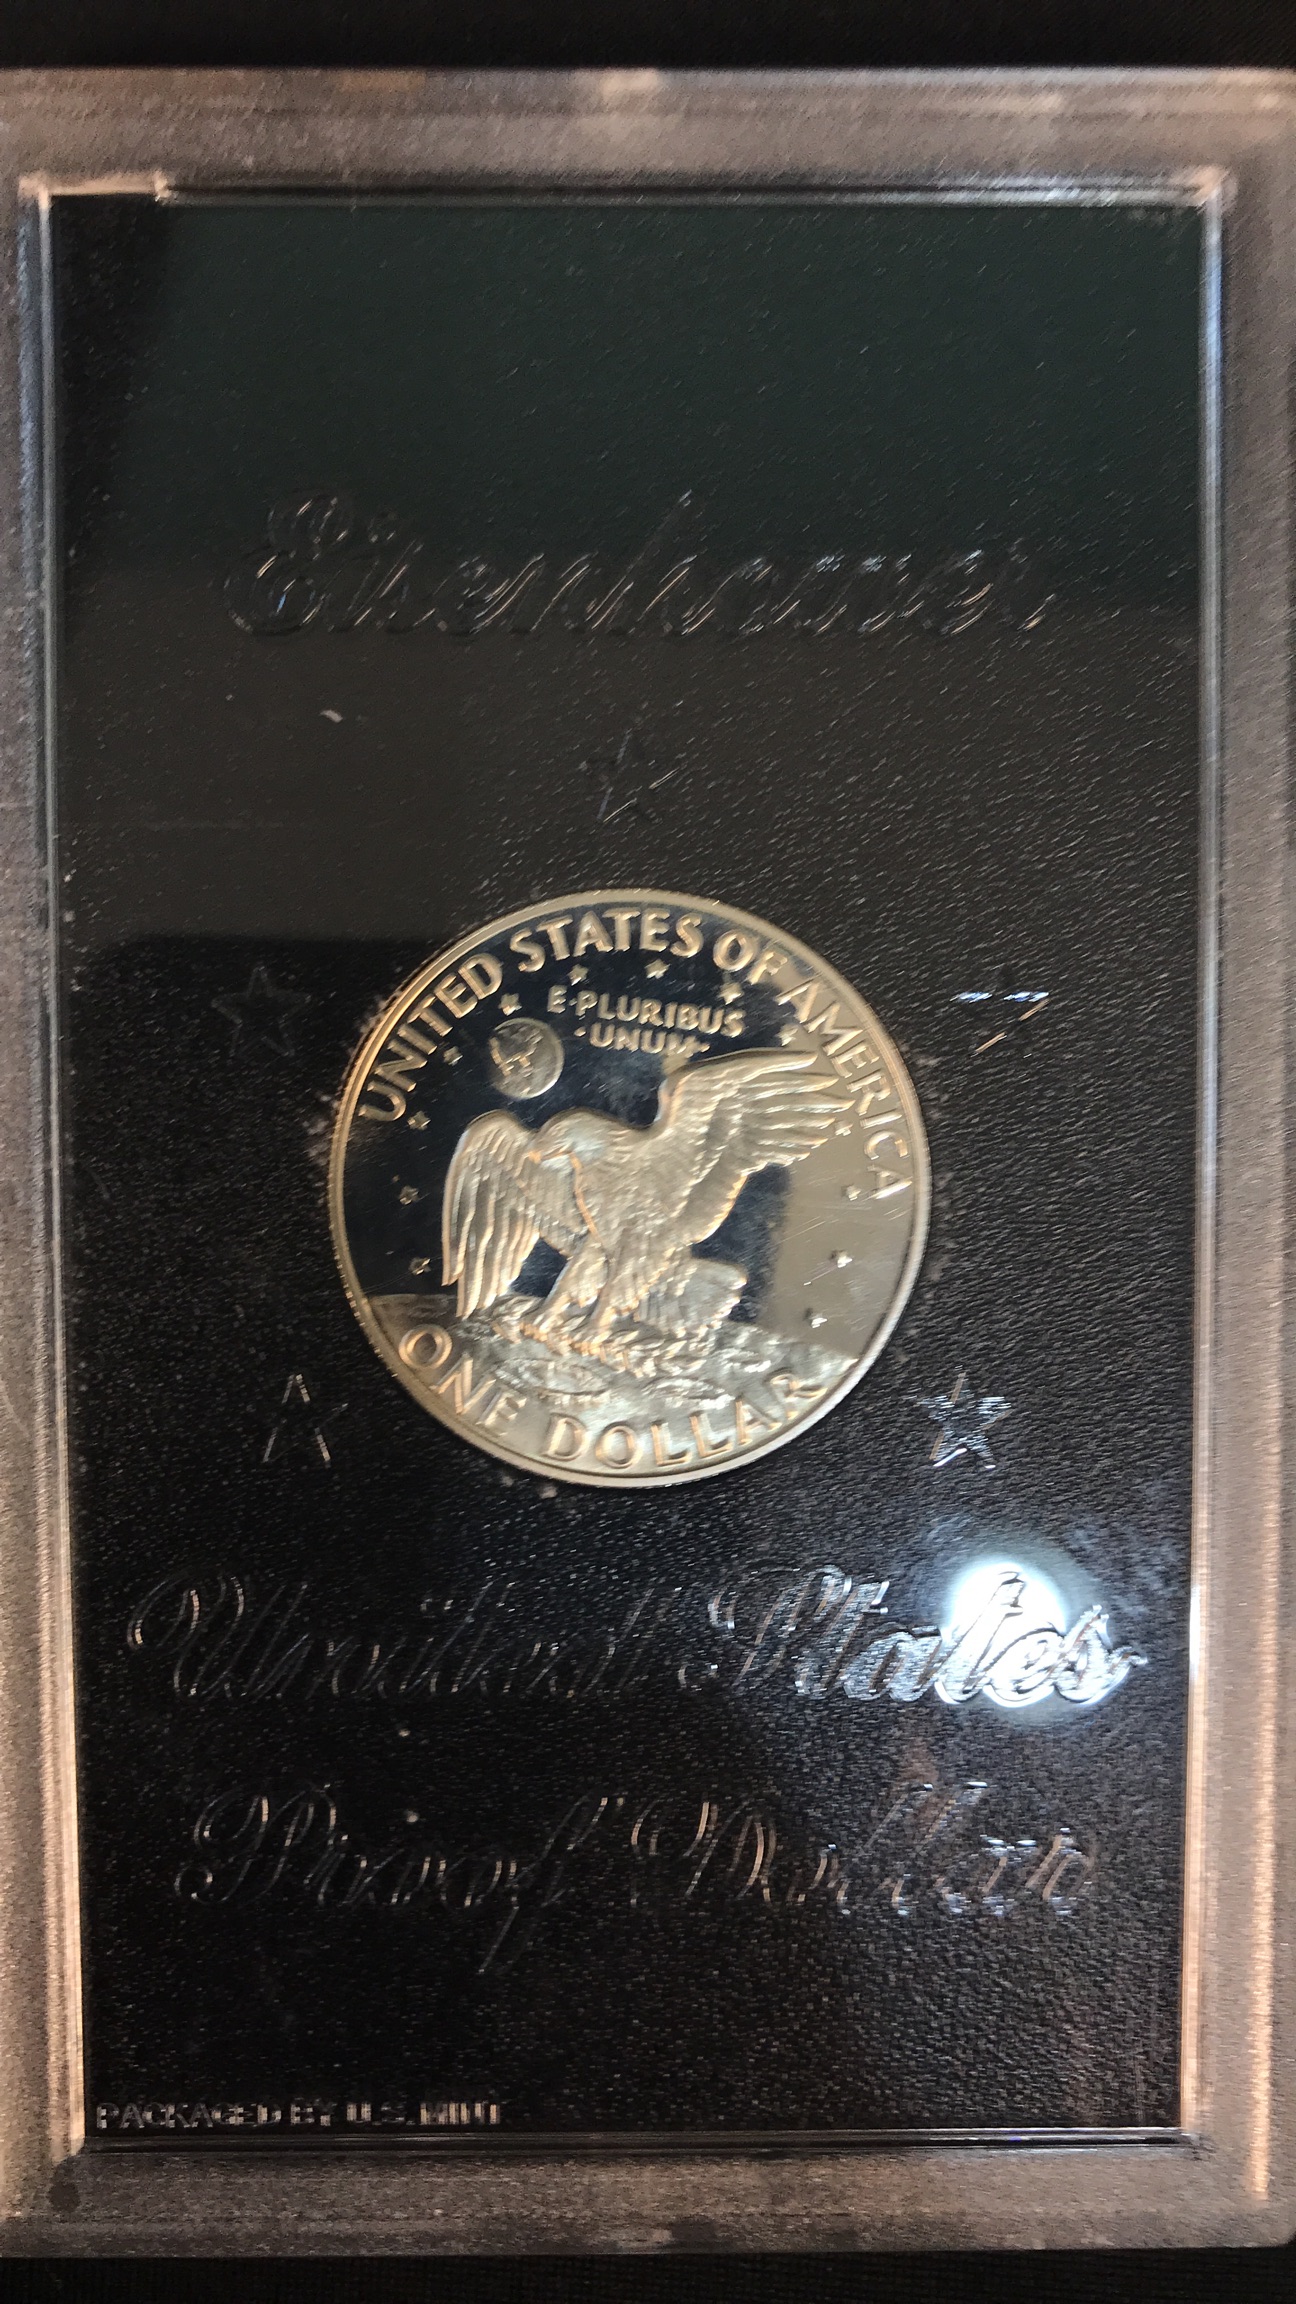 Eisenhower
UNITED STATES OF AMERICA
E·PLURIBUS
·UNUM·
ONE DOLLAR
United States
Proof Dollar
PACKAGED BY U.S. MINT